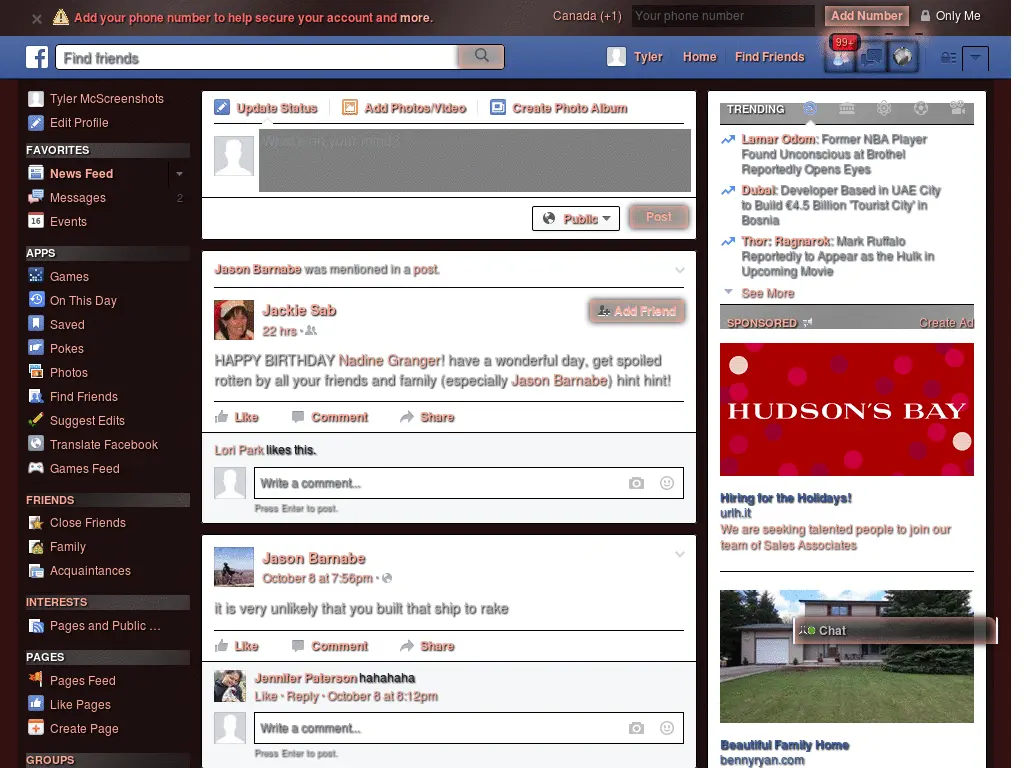 Add your phone number to help secure your account and more.
Canada (+1)
Your phone number
Add Number
Only Me
Find friends
Tyler
Home
Find Friends
99+
Tyler McScreenshots
Edit Profile
FAVORITES
News Feed
Messages 2
Events
APPS
Games
On This Day
Saved
Pokes
Photos
Find Friends
Suggest Edits
Translate Facebook
Games Feed
FRIENDS
Close Friends
Family
Acquaintances
INTERESTS
Pages and Public ...
PAGES
Pages Feed
Like Pages
Create Page
GROUPS
Update Status
Add Photos/Video
Create Photo Album
What's on your mind?
Public
Post
Jason Barnabe was mentioned in a post.
Jackie Sab
22 hrs ·
Add Friend
HAPPY BIRTHDAY Nadine Granger! have a wonderful day, get spoiled
rotten by all your friends and family (especially Jason Barnabe) hint hint!
Like Comment Share
Lori Park likes this.
Write a comment...
Press Enter to post.
Jason Barnabe
October 8 at 7:56pm ·
it is very unlikely that you built that ship to rake
Like Comment Share
Jennifer Paterson hahahaha
Like · Reply · October 8 at 8:12pm
Write a comment...
Press Enter to post.
TRENDING
Lamar Odom: Former NBA Player
Found Unconscious at Brothel
Reportedly Opens Eyes
Dubai: Developer Based in UAE City
to Build €4.5 Billion 'Tourist City' in
Bosnia
Thor: Ragnarok: Mark Ruffalo
Reportedly to Appear as the Hulk in
Upcoming Movie
See More
SPONSORED
Create Ad
HUDSON'S BAY
Hiring for the Holidays!
urlh.it
We are seeking talented people to join our
team of Sales Associates
Chat
Beautiful Family Home
bennyryan.com